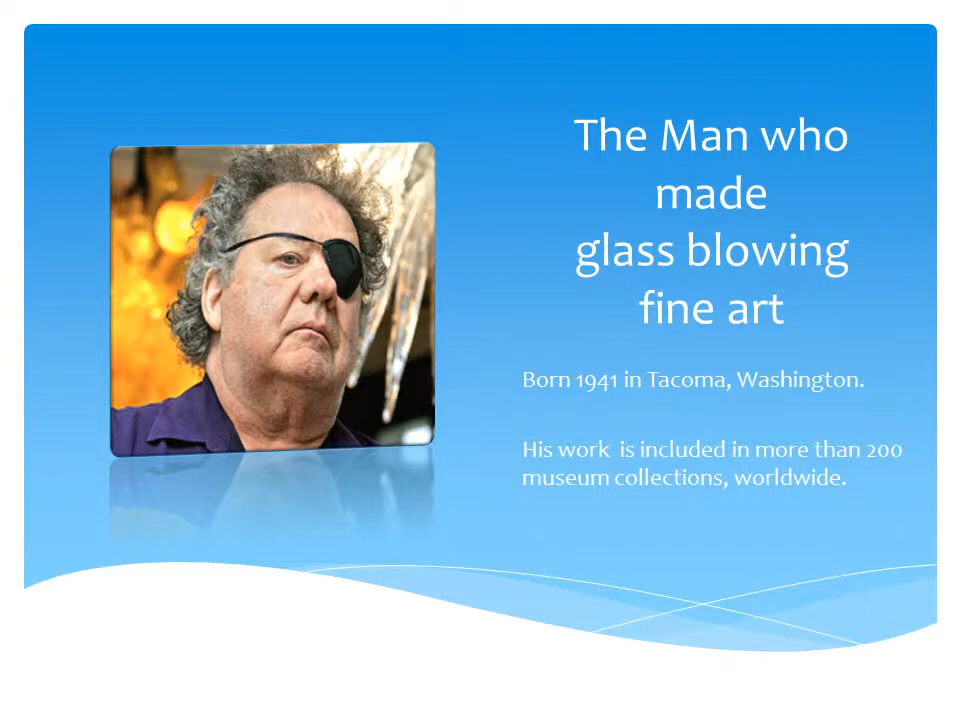 The Man who
made
glass blowing
fine art
Born 1941 in Tacoma, Washington.
His work  is included in more than 200
museum collections, worldwide.